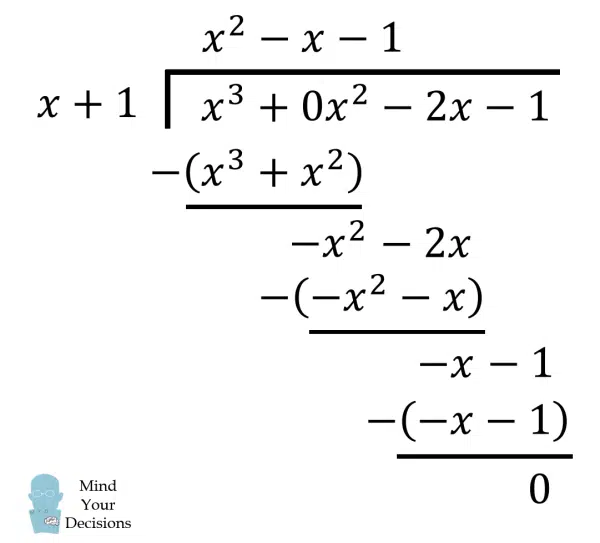 x² − x − 1
x + 1 x³ + 0x² − 2x − 1
−(x³ + x²)
−x² − 2x
−(−x² − x)
−x − 1
−(−x − 1)
0
Mind
Your
Decisions